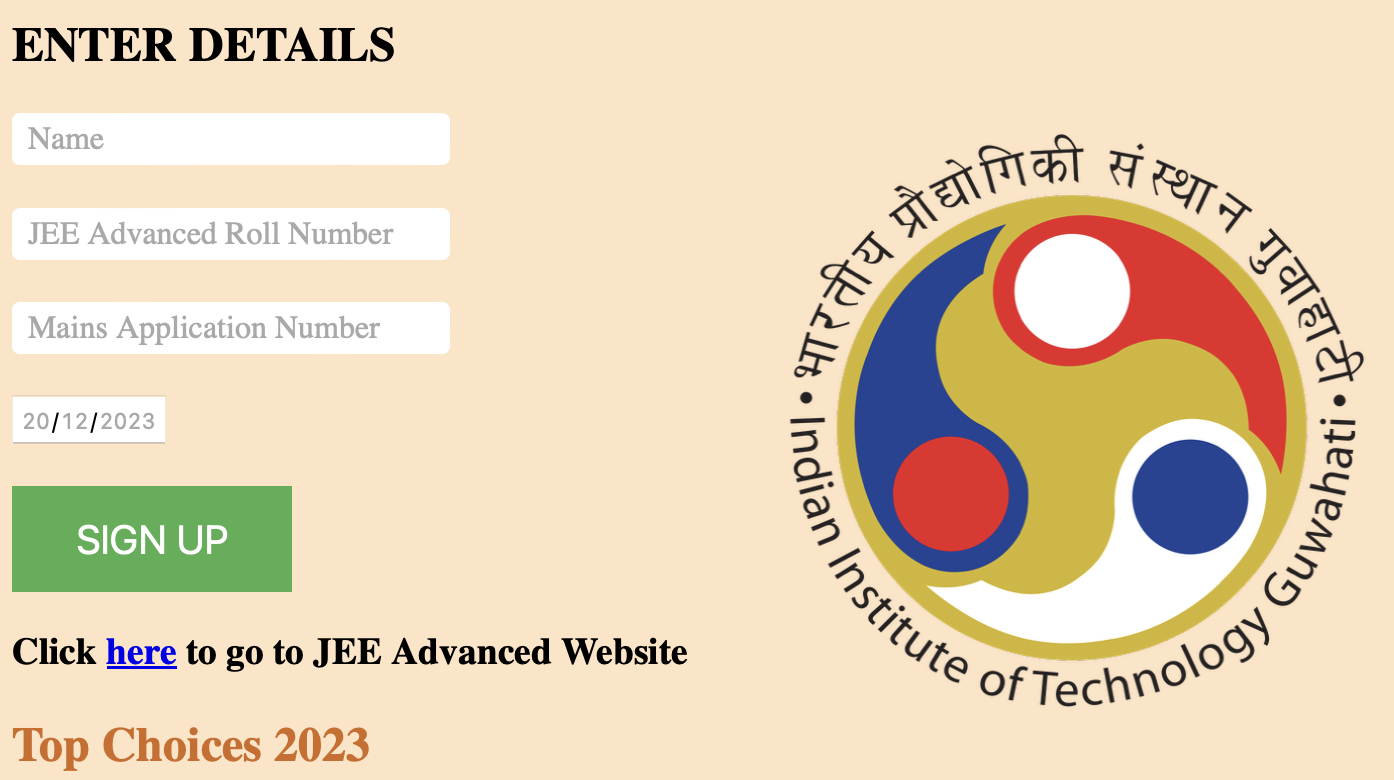 ENTER DETAILS
Name
JEE Advanced Roll Number
Mains Application Number
20/12/2023
SIGN UP
Click here to go to JEE Advanced Website
Top Choices 2023
भारतीय प्रौद्योगिकी संस्थान गुवाहाटी
• Indian Institute of Technology Guwahati •